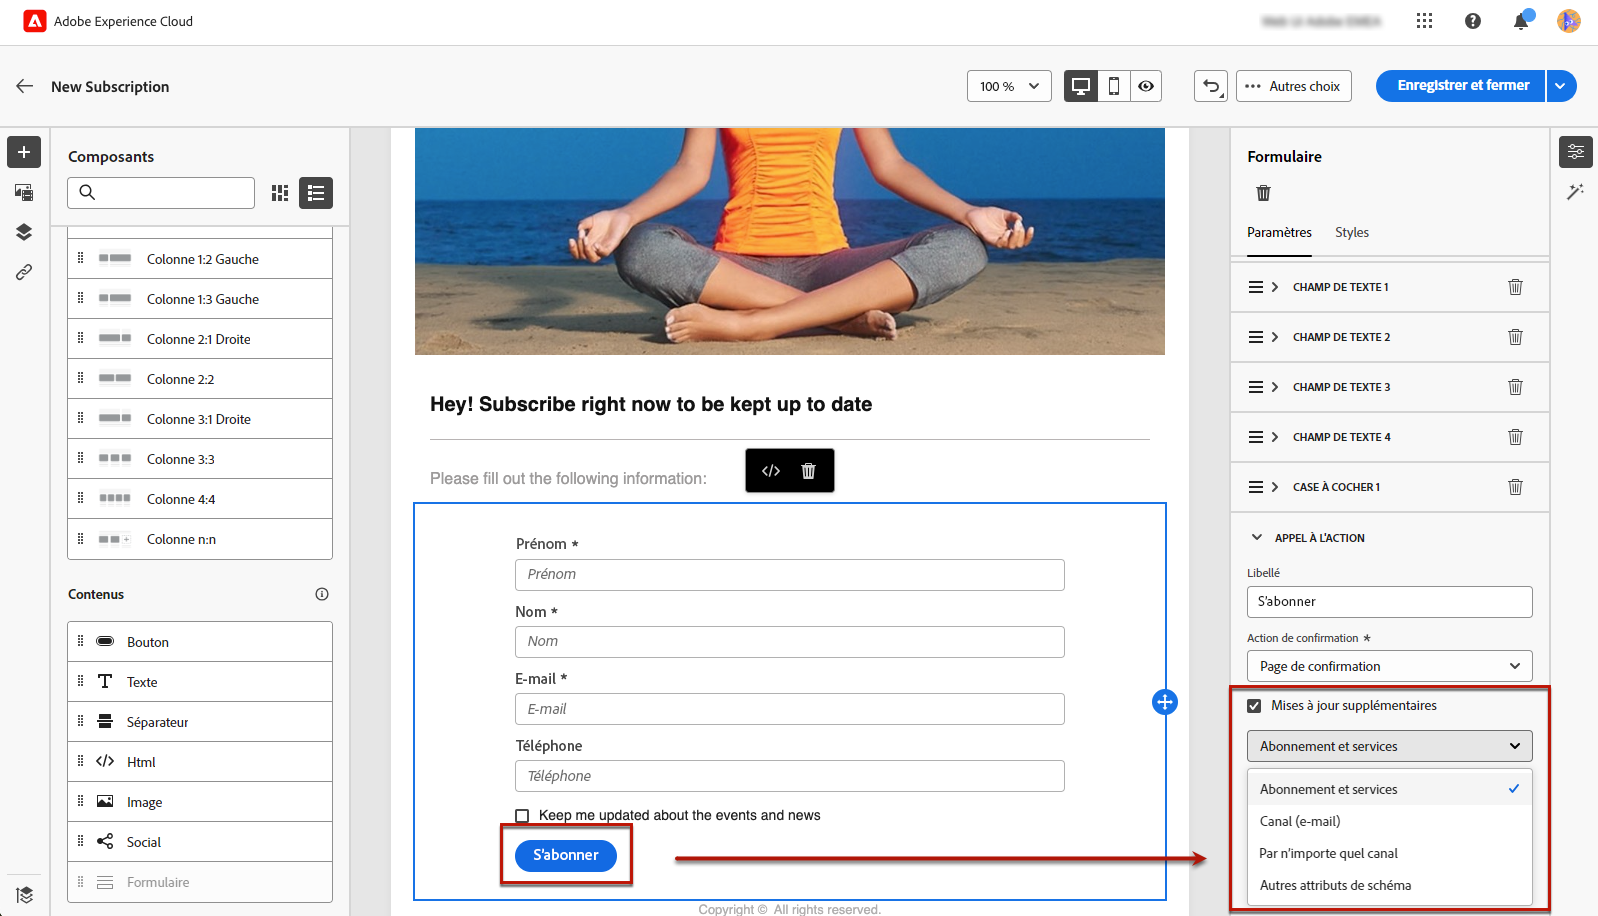 Adobe Experience Cloud
New Subscription
100 %
Autres choix
Enregistrer et fermer
Composants
Colonne 1:2 Gauche
Colonne 1:3 Gauche
Colonne 2:1 Droite
Colonne 2:2
Colonne 3:1 Droite
Colonne 3:3
Colonne 4:4
Colonne n:n
Contenus
Bouton
Texte
Séparateur
Html
Image
Social
Formulaire
Hey! Subscribe right now to be kept up to date
Please fill out the following information:
Prénom *
Prénom
Nom *
Nom
E-mail *
E-mail
Téléphone
Téléphone
Keep me updated about the events and news
S'abonner
Copyright © All rights reserved.
Formulaire
Paramètres
Styles
CHAMP DE TEXTE 1
CHAMP DE TEXTE 2
CHAMP DE TEXTE 3
CHAMP DE TEXTE 4
CASE À COCHER 1
APPEL À L'ACTION
Libellé
S'abonner
Action de confirmation *
Page de confirmation
Mises à jour supplémentaires
Abonnement et services
Abonnement et services
Canal (e-mail)
Par n'importe quel canal
Autres attributs de schéma